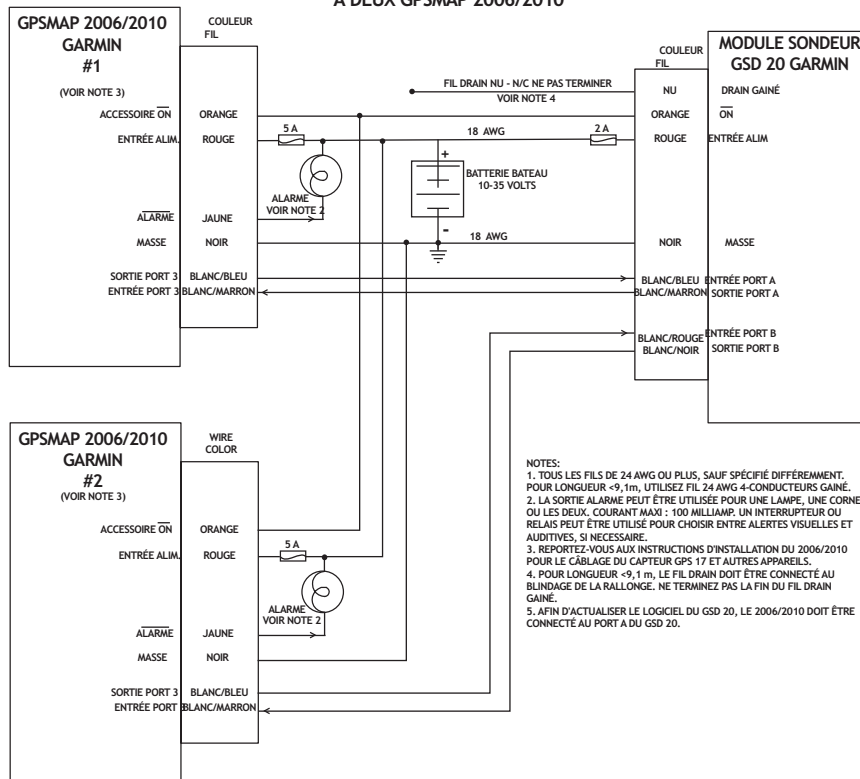 À DEUX GPSMAP 2006/2010
GPSMAP 2006/2010
GARMIN
#1
(VOIR NOTE 3)
COULEUR
FIL
ACCESSOIRE ON
ORANGE
ENTRÉE ALIM.
ROUGE
5 A
ALARME
VOIR NOTE 2
ALARME
JAUNE
MASSE
NOIR
SORTIE PORT 3
BLANC/BLEU
ENTRÉE PORT 3
BLANC/MARRON
FIL DRAIN NU - N/C NE PAS TERMINER
VOIR NOTE 4
18 AWG
2 A
+
BATTERIE BATEAU
10-35 VOLTS
-
18 AWG
COULEUR
FIL
MODULE SONDEUR
GSD 20 GARMIN
NU
DRAIN GAINÉ
ORANGE
ON
ROUGE
ENTRÉE ALIM
NOIR
MASSE
BLANC/BLEU
ENTRÉE PORT A
BLANC/MARRON
SORTIE PORT A
BLANC/ROUGE
ENTRÉE PORT B
BLANC/NOIR
SORTIE PORT B
GPSMAP 2006/2010
GARMIN
#2
(VOIR NOTE 3)
WIRE
COLOR
ACCESSOIRE ON
ORANGE
ENTRÉE ALIM.
ROUGE
5 A
ALARME
VOIR NOTE 2
ALARME
JAUNE
MASSE
NOIR
SORTIE PORT 3
BLANC/BLEU
ENTRÉE PORT 3
BLANC/MARRON
NOTES:
1. TOUS LES FILS DE 24 AWG OU PLUS, SAUF SPÉCIFIÉ DIFFÉREMMENT.
POUR LONGUEUR <9,1m, UTILISEZ FIL 24 AWG 4-CONDUCTEURS GAINÉ.
2. LA SORTIE ALARME PEUT ÊTRE UTILISÉE POUR UNE LAMPE, UNE CORNE
OU LES DEUX. COURANT MAXI : 100 MILLIAMP. UN INTERRUPTEUR OU
RELAIS PEUT ÊTRE UTILISÉ POUR CHOISIR ENTRE ALERTES VISUELLES ET
AUDITIVES, SI NECESSAIRE.
3. REPORTEZ-VOUS AUX INSTRUCTIONS D'INSTALLATION DU 2006/2010
POUR LE CÂBLAGE DU CAPTEUR GPS 17 ET AUTRES APPAREILS.
4. POUR LONGUEUR <9,1 m, LE FIL DRAIN DOIT ÊTRE CONNECTÉ AU
BLINDAGE DE LA RALLONGE. NE TERMINEZ PAS LA FIN DU FIL DRAIN
GAINÉ.
5. AFIN D'ACTUALISER LE LOGICIEL DU GSD 20, LE 2006/2010 DOIT ÊTRE
CONNECTÉ AU PORT A DU GSD 20.